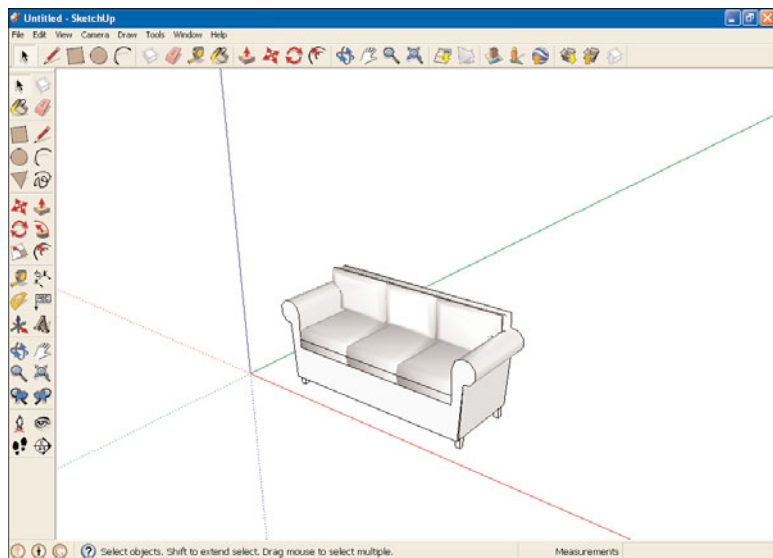 Untitled - SketchUp
File Edit View Camera Draw Tools Window Help
Select objects. Shift to extend select. Drag mouse to select multiple.
Measurements